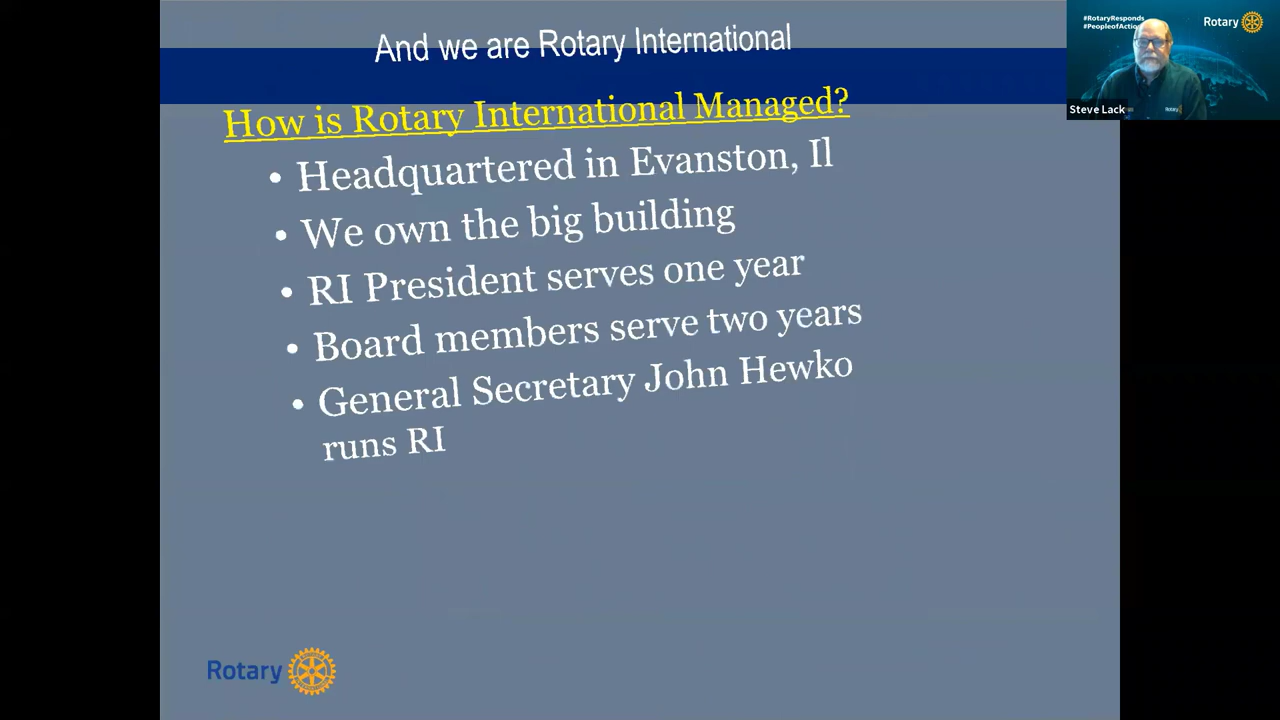 And we are Rotary International
How is Rotary International Managed?
• Headquartered in Evanston, Il
• We own the big building
• RI President serves one year
• Board members serve two years
• General Secretary John Hewko
runs RI
Rotary
#RotaryResponds
#PeopleofAction
Rotary
Steve Lack
Rotary